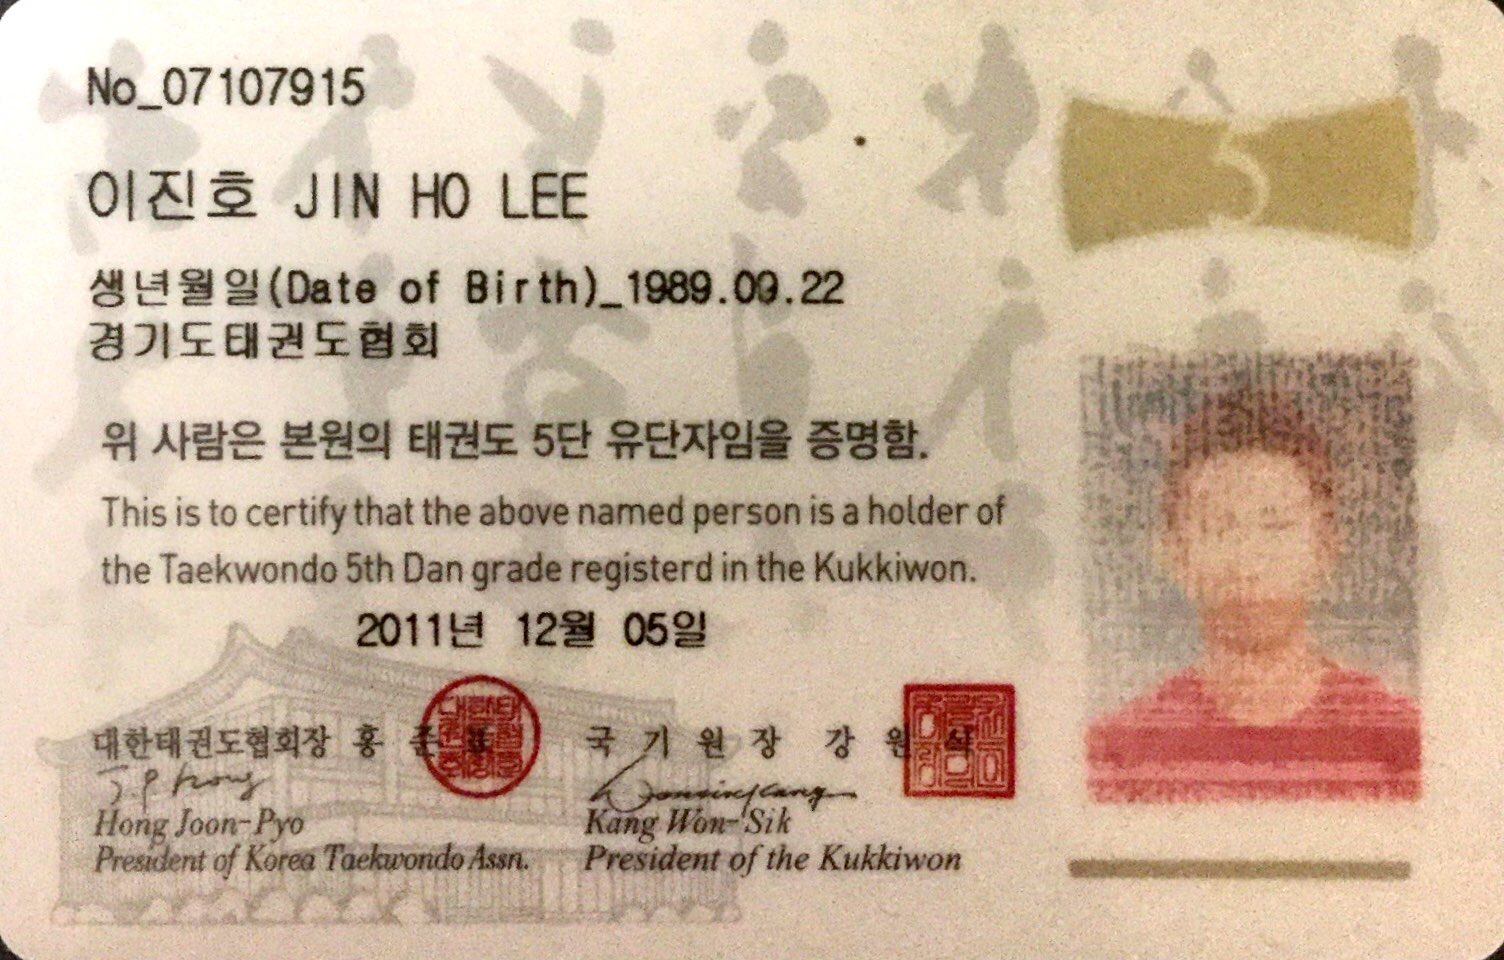 No_07107915
이진호 JIN HO LEE
생년월일(Date of Birth)_1989.09.22
경기도태권도협회
5
위 사람은 본원의 태권도 5단 유단자임을 증명함.
This is to certify that the above named person is a holder of
the Taekwondo 5th Dan grade registerd in the Kukkiwon.
2011년 12월 05일
대한태권도협회장 홍 준 표
국 기 원 장 강 원 식
Hong Joon-Pyo
Kang Won-Sik
President of Korea Taekwondo Assn.
President of the Kukkiwon